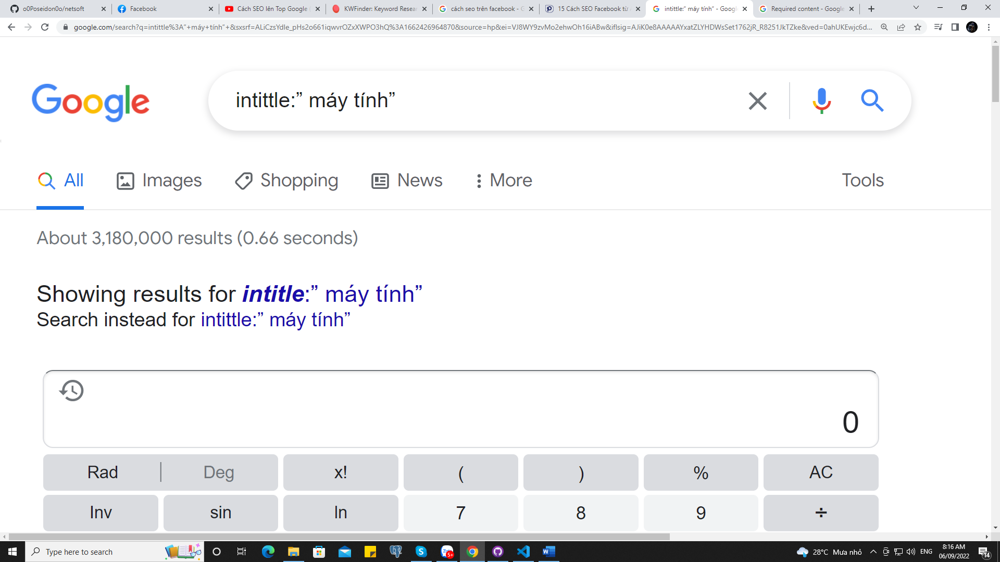 o0Poseidon0o/netsoft
Facebook
Cách SEO lên Top Google
KWFinder: Keyword Resear
cách seo trên facebook - G
15 Cách SEO Facebook từ
intittle:” máy tính” - Googl
Required content - Google
google.com/search?q=intittle%3A”+máy+tính”+&sxsrf=ALiCzsYdle_pHs2o661iqwvrOZxXWPO3hQ%3A1662426964870&source=hp&ei=VJ8WY9zvMo2ehwOh16iABw&iflsig=AJiK0e8AAAAAYxatZLYHDWsSet1762jR_R8251JkTZke&ved=0ahUKEwjc6d...
Google
intittle:” máy tính”
All
Images
Shopping
News
More
Tools
About 3,180,000 results (0.66 seconds)
Showing results for intitle:” máy tính”
Search instead for intittle:” máy tính”
0
Rad
Deg
x!
(
)
%
AC
Inv
sin
ln
7
8
9
÷
Type here to search
5+
28°C Mưa nhỏ
ENG
8:16 AM
06/09/2022
14